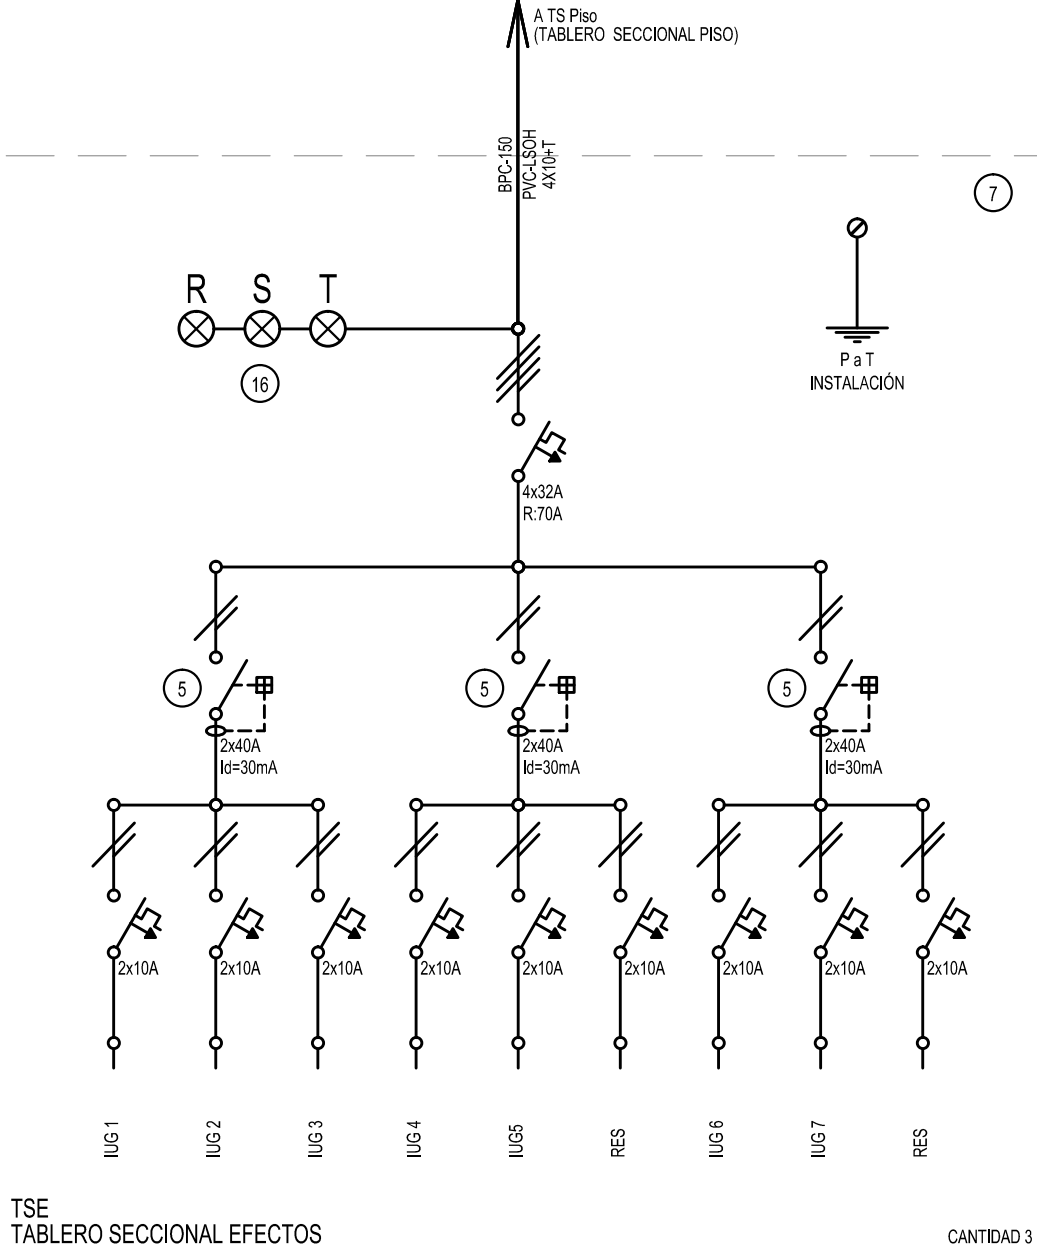 A TS Piso
(TABLERO SECCIONAL PISO)
BPC-150
PVC-LSOH
4X10+T
7
R S T
16
P a T
INSTALACIÓN
4x32A
R:70A
5
2x40A
Id=30mA
5
2x40A
Id=30mA
5
2x40A
Id=30mA
2x10A
2x10A
2x10A
2x10A
2x10A
2x10A
2x10A
2x10A
2x10A
IUG 1
IUG 2
IUG 3
IUG 4
IUG5
RES
IUG 6
IUG 7
RES
TSE
TABLERO SECCIONAL EFECTOS
CANTIDAD 3